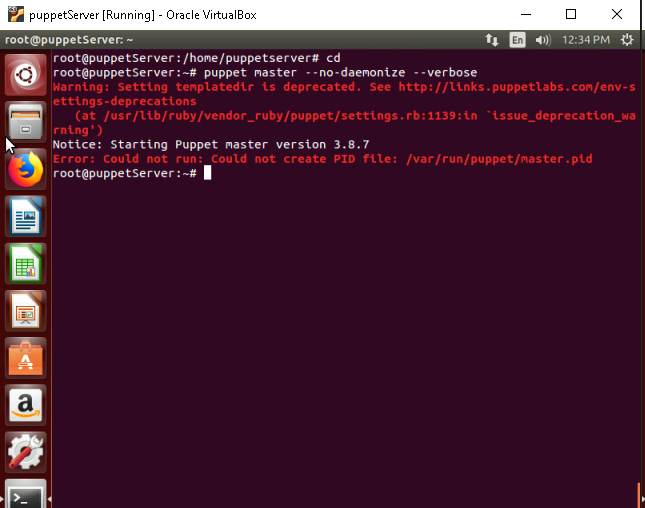 puppetServer [Running] - Oracle VirtualBox
root@puppetServer: ~
En
12:34 PM
root@puppetServer:/home/puppetserver# cd
root@puppetServer:~# puppet master --no-daemonize --verbose
Warning: Setting templatedir is deprecated. See http://links.puppetlabs.com/env-s
ettings-deprecations
   (at /usr/lib/ruby/vendor_ruby/puppet/settings.rb:1139:in `issue_deprecation_wa
rning')
Notice: Starting Puppet master version 3.8.7
Error: Could not run: Could not create PID file: /var/run/puppet/master.pid
root@puppetServer:~#